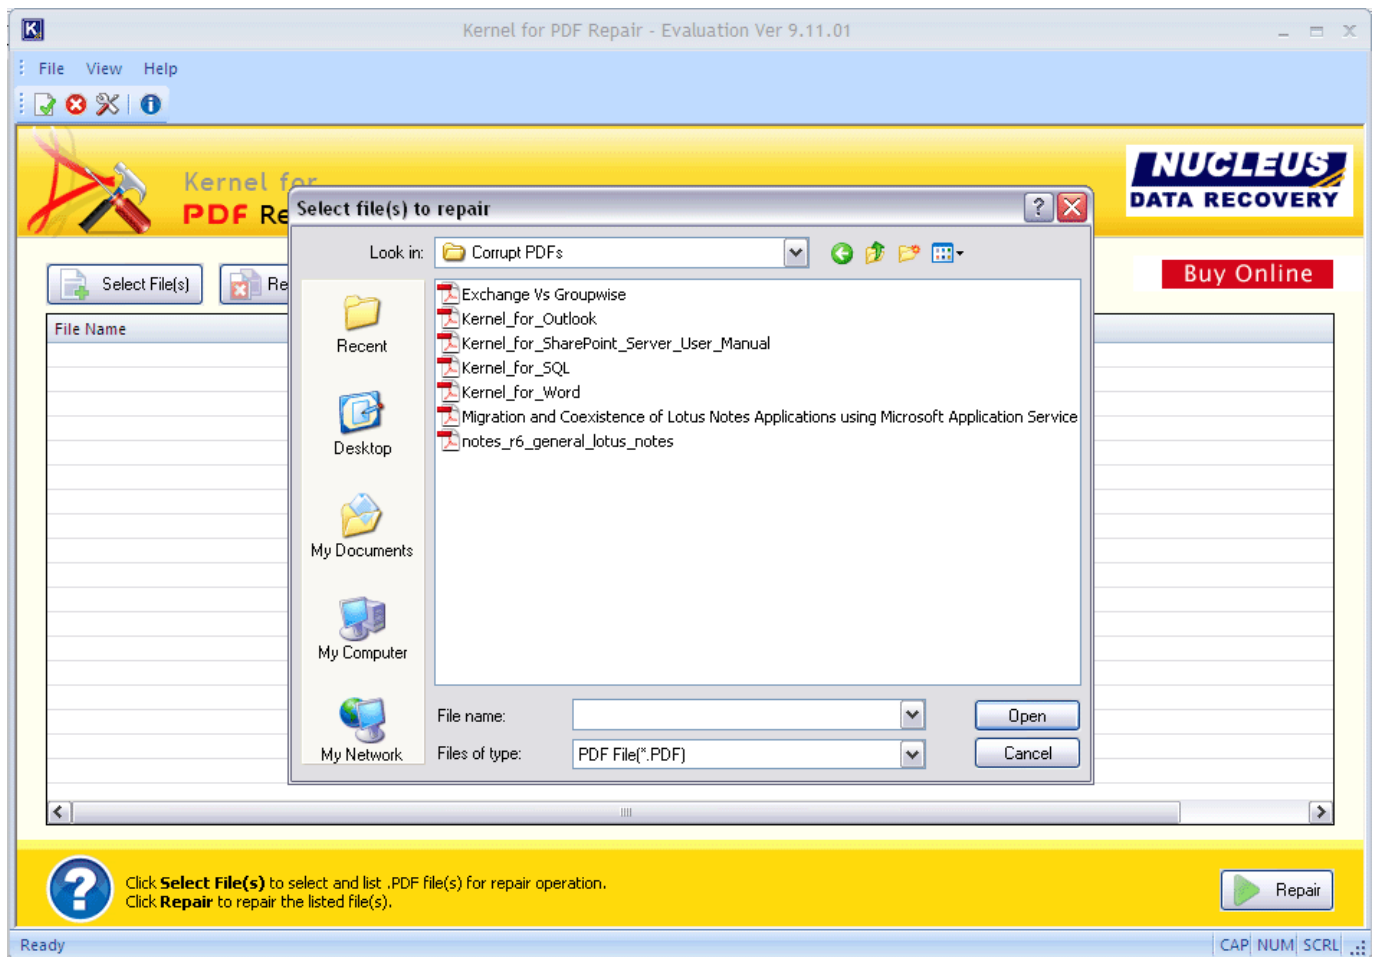 Kernel for PDF Repair - Evaluation Ver 9.11.01
File View Help
Kernel for
PDF Re
NUCLEUS
DATA RECOVERY
Select file(s) to repair
Look in: Corrupt PDFs
Select File(s) Re
Buy Online
File Name
Exchange Vs Groupwise
Kernel_for_Outlook
Kernel_for_SharePoint_Server_User_Manual
Kernel_for_SQL
Kernel_for_Word
Migration and Coexistence of Lotus Notes Applications using Microsoft Application Service
notes_r6_general_lotus_notes
Recent
Desktop
My Documents
My Computer
My Network
File name: Open
Files of type: PDF File(*.PDF) Cancel
Click Select File(s) to select and list .PDF file(s) for repair operation.
Click Repair to repair the listed file(s).
Repair
Ready CAP NUM SCRL